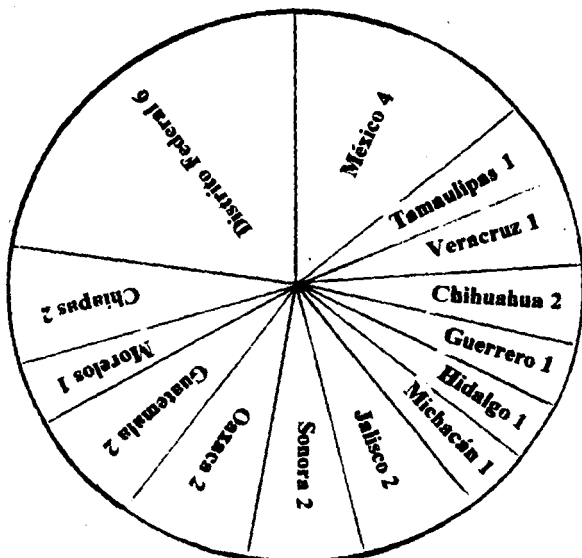 México 4
Tamaulipas 1
Veracruz 1
Chihuahua 2
Guerrero 1
Hidalgo 1
Michacán 1
Jalisco 2
Sonora 2
Oaxaca 2
Guatemala 2
Morelos 1
Chiapas 2
Distrito Federal 6